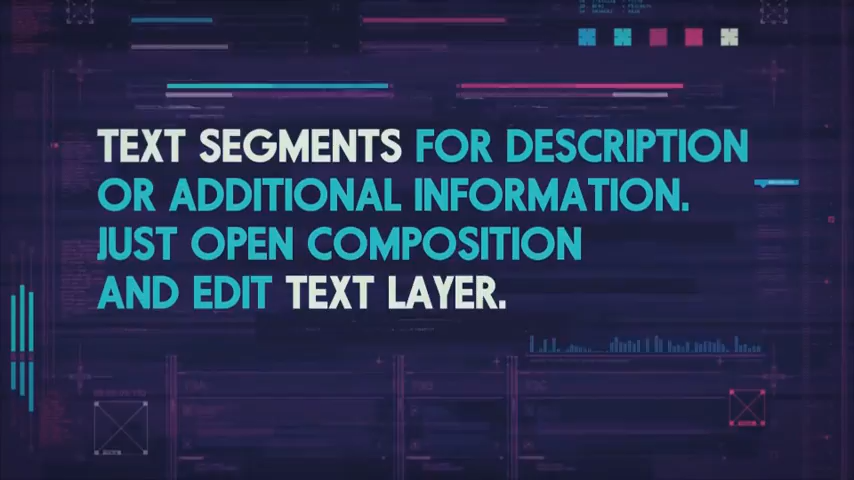 TEXT SEGMENTS FOR DESCRIPTION
OR ADDITIONAL INFORMATION.
JUST OPEN COMPOSITION
AND EDIT TEXT LAYER.